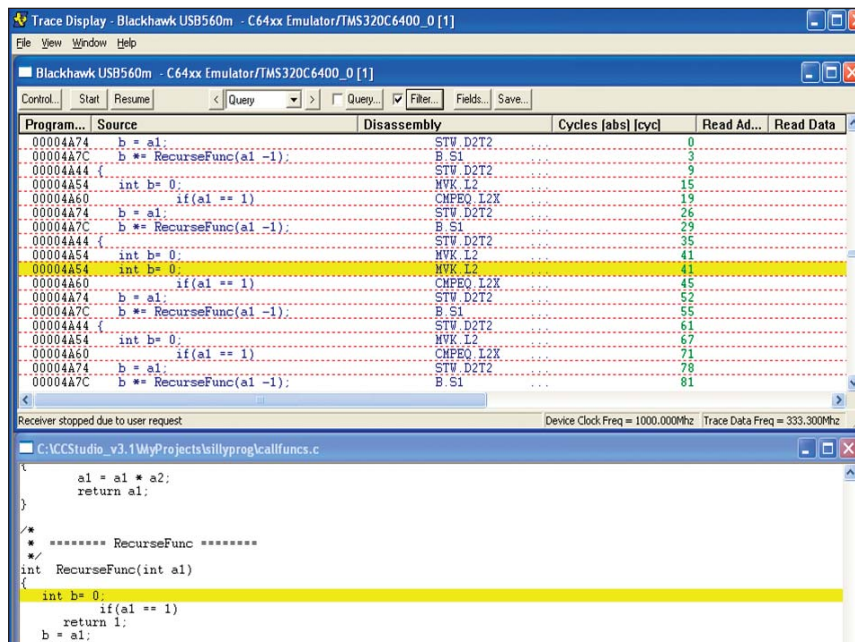 Trace Display - Blackhawk USB560m - C64xx Emulator/TMS320C6400_0 [1]
File View Window Help
Blackhawk USB560m - C64xx Emulator/TMS320C6400_0 [1]
Control... Start Resume < Query > Query... Filter... Fields... Save...
Program... Source Disassembly Cycles [abs] [cyc] Read Ad... Read Data
00004A74 b = a1; STW.D2T2 ... 0
00004A7C b *= RecurseFunc(a1 -1); B.S1 ... 3
00004A44 { STW.D2T2 ... 9
00004A54 int b= 0; MVK.L2 ... 15
00004A60 if(a1 == 1) CMPEQ.L2X ... 19
00004A74 b = a1; STW.D2T2 ... 26
00004A7C b *= RecurseFunc(a1 -1); B.S1 ... 29
00004A44 { STW.D2T2 ... 35
00004A54 int b= 0; MVK.L2 ... 41
00004A54 int b= 0; MVK.L2 ... 41
00004A60 if(a1 == 1) CMPEQ.L2X ... 45
00004A74 b = a1; STW.D2T2 ... 52
00004A7C b *= RecurseFunc(a1 -1); B.S1 ... 55
00004A44 { STW.D2T2 ... 61
00004A54 int b= 0; MVK.L2 ... 67
00004A60 if(a1 == 1) CMPEQ.L2X ... 71
00004A74 b = a1; STW.D2T2 ... 78
00004A7C b *= RecurseFunc(a1 -1); B.S1 ... 81
Receiver stopped due to user request Device Clock Freq = 1000.000Mhz Trace Data Freq = 333.300Mhz
C:\CCStudio_v3.1\MyProjects\sillyprog\callfuncs.c
{
a1 = a1 * a2;
return a1;
}
/*
* ======== RecurseFunc ========
*/
int RecurseFunc(int a1)
{
int b= 0;
if(a1 == 1)
return 1;
b = a1;